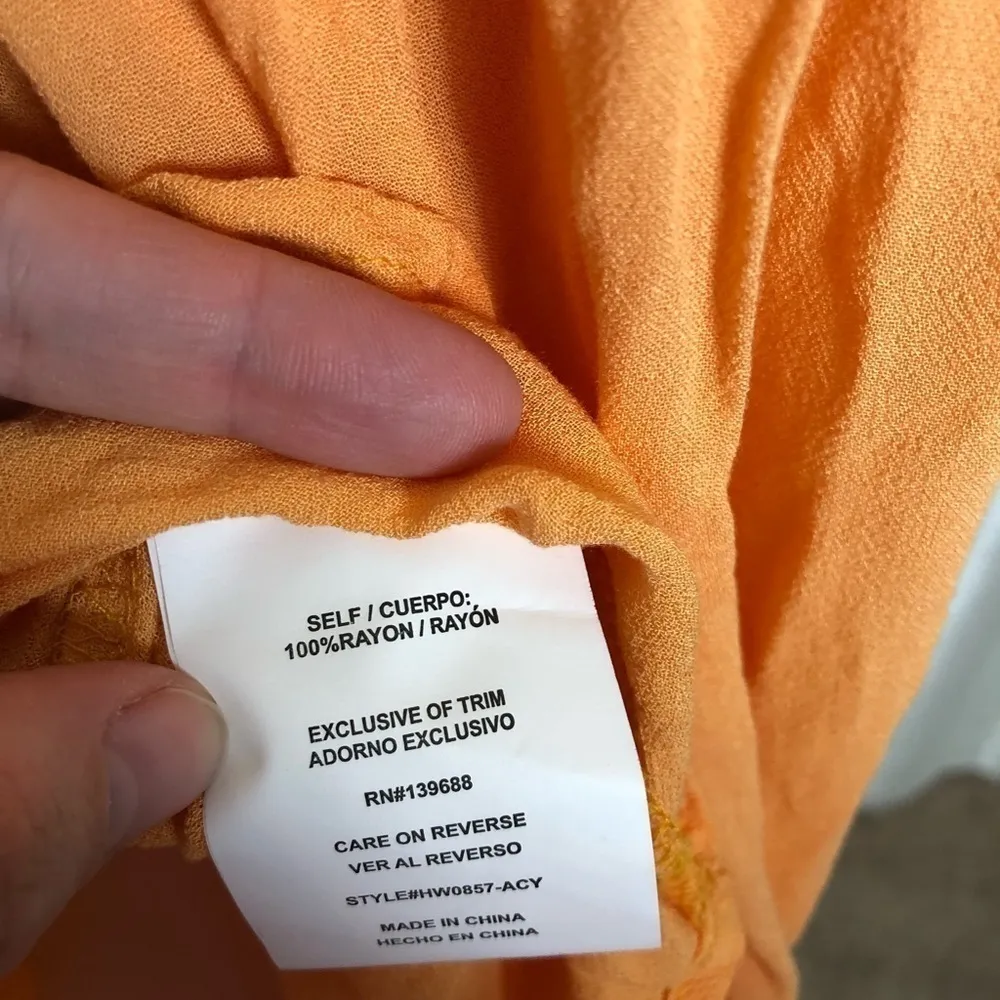 SELF / CUERPO:
100%RAYON / RAYÓN
EXCLUSIVE OF TRIM
ADORNO EXCLUSIVO
RN#139688
CARE ON REVERSE
VER AL REVERSO
STYLE#HW0857-ACY
MADE IN CHINA
HECHO EN CHINA